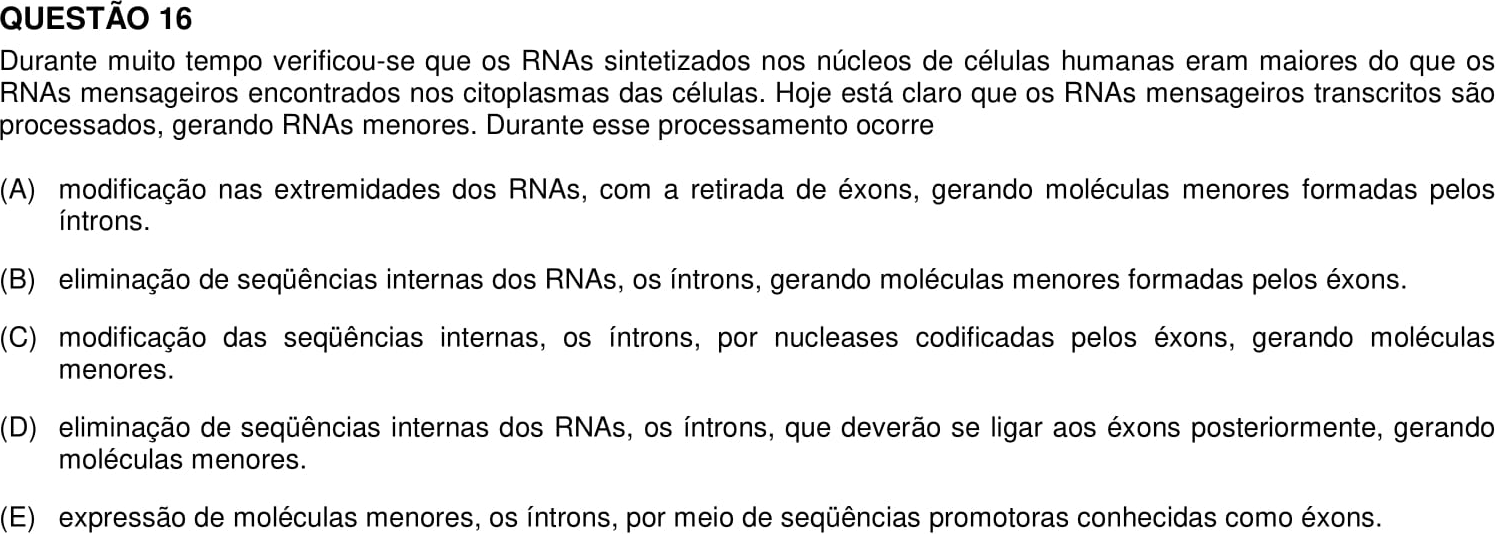 QUESTÃO 16
Durante muito tempo verificou-se que os RNAs sintetizados nos núcleos de células humanas eram maiores do que os
RNAs mensageiros encontrados nos citoplasmas das células. Hoje está claro que os RNAs mensageiros transcritos são
processados, gerando RNAs menores. Durante esse processamento ocorre
(A) modificação nas extremidades dos RNAs, com a retirada de éxons, gerando moléculas menores formadas pelos
íntrons.
(B) eliminação de seqüências internas dos RNAs, os íntrons, gerando moléculas menores formadas pelos éxons.
(C) modificação das seqüências internas, os íntrons, por nucleases codificadas pelos éxons, gerando moléculas
menores.
(D) eliminação de seqüências internas dos RNAs, os íntrons, que deverão se ligar aos éxons posteriormente, gerando
moléculas menores.
(E) expressão de moléculas menores, os íntrons, por meio de seqüências promotoras conhecidas como éxons.